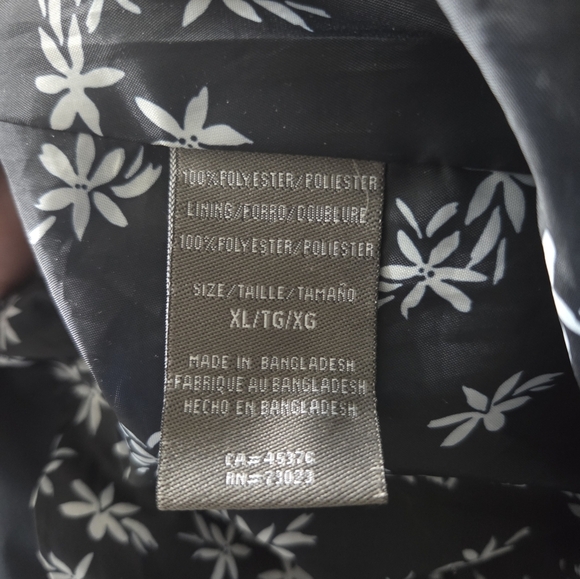 100%POLYESTER/POLIESTER
LINING/FORRO/DOUBLURE
100%POLYESTER/POLIESTER
SIZE/TAILLE/TAMAÑO
XL/TG/XG
MADE IN BANGLADESH
FABRIQUE AU BANGLADESH
HECHO EN BANGLADESH
CA= 45376
RN= 73023